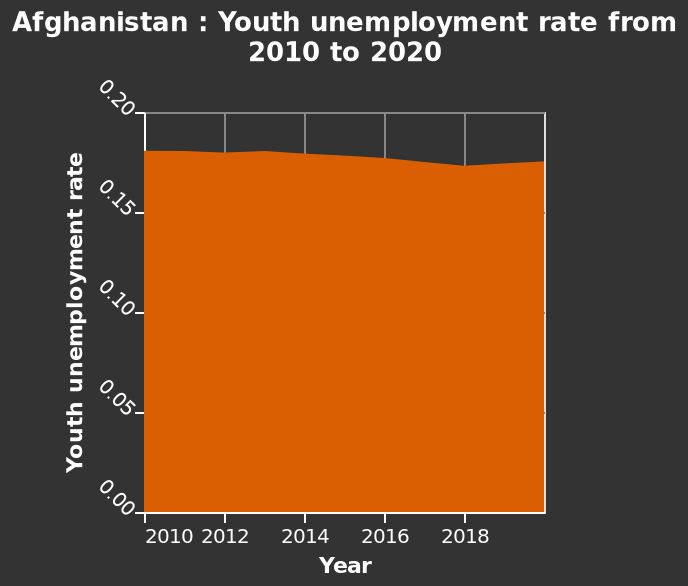 Afghanistan : Youth unemployment rate from
2010 to 2020
Youth unemployment rate
0.20
0.15
0.10
0.05
0.00
2010 2012 2014 2016 2018
Year